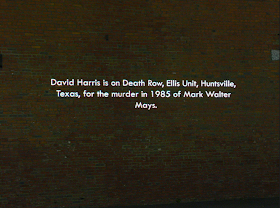 David Harris is on Death Row, Ellis Unit, Huntsville,
Texas, for the murder in 1985 of Mark Walter
Mays.